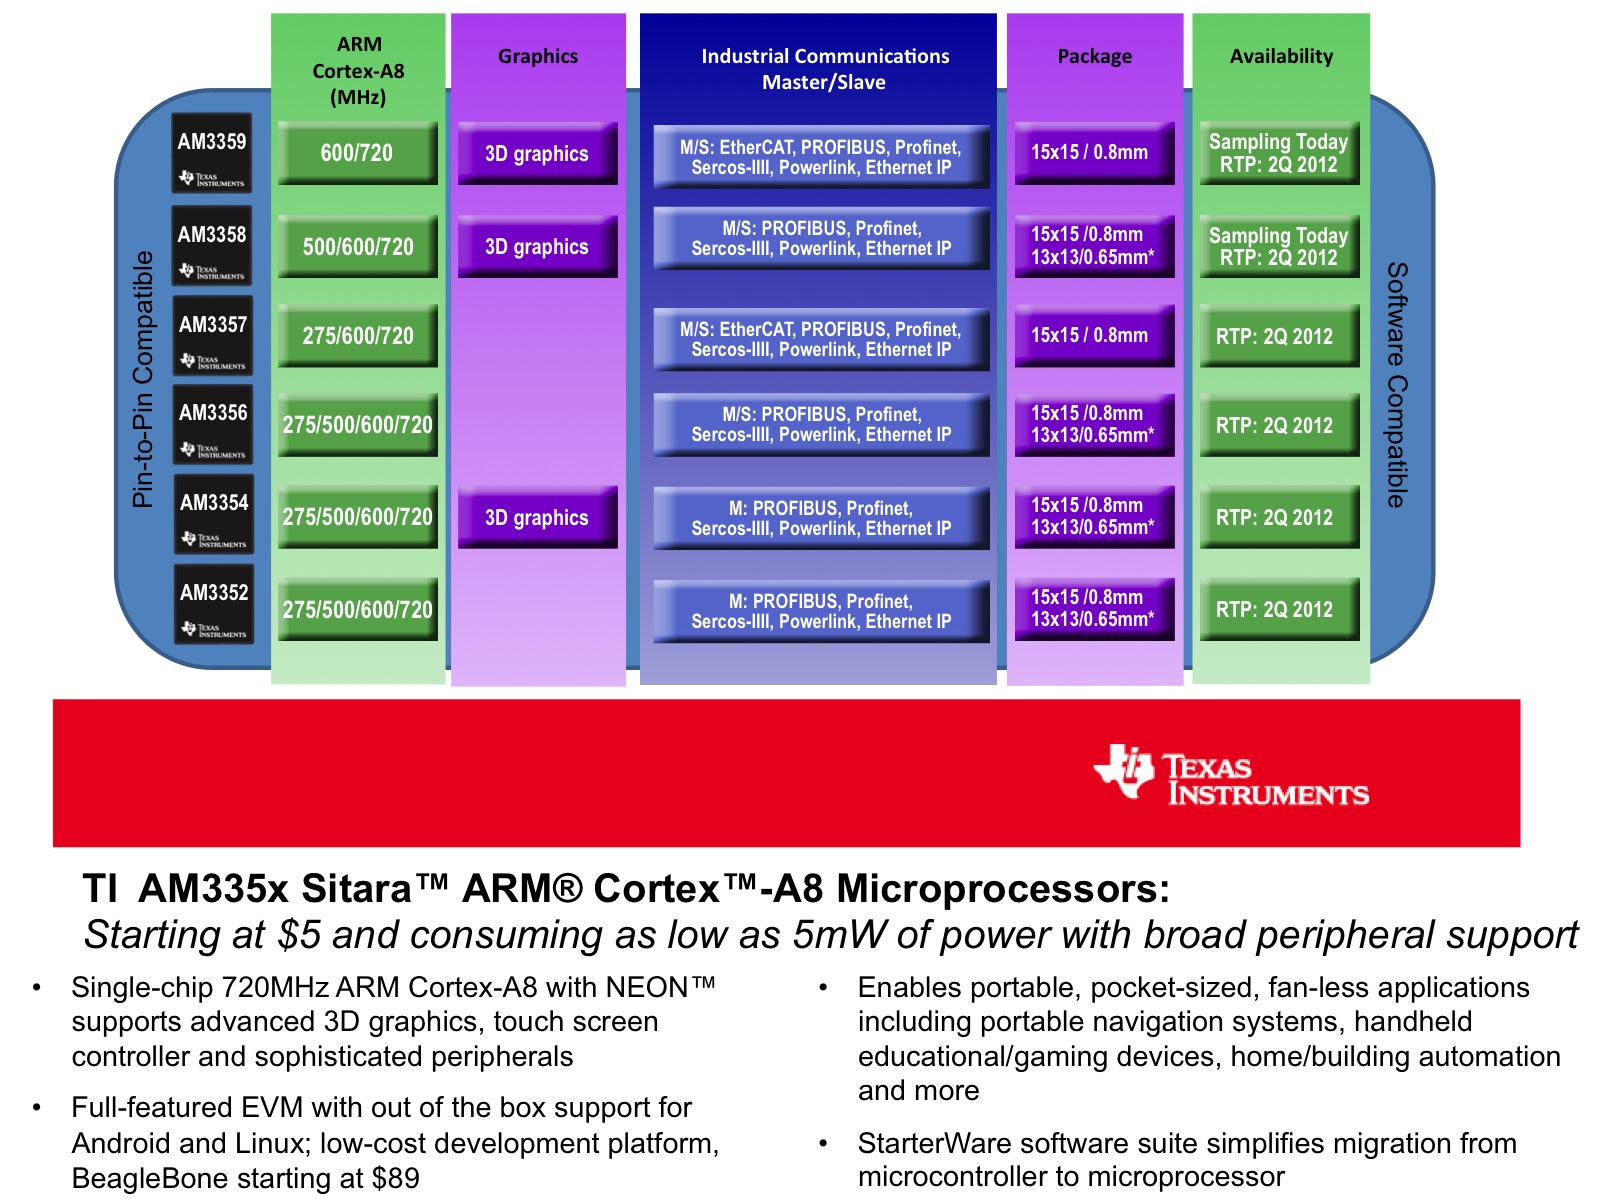 ARM
Cortex-A8
(MHz)
Graphics
Industrial Communications
Master/Slave
Package
Availability
Pin-to-Pin Compatible
AM3359
TEXAS
INSTRUMENTS
600/720
3D graphics
M/S: EtherCAT, PROFIBUS, Profinet,
Sercos-IIII, Powerlink, Ethernet IP
15x15 / 0.8mm
Sampling Today
RTP: 2Q 2012
AM3358
TEXAS
INSTRUMENTS
500/600/720
3D graphics
M/S: PROFIBUS, Profinet,
Sercos-IIII, Powerlink, Ethernet IP
15x15 /0.8mm
13x13/0.65mm*
Sampling Today
RTP: 2Q 2012
AM3357
TEXAS
INSTRUMENTS
275/600/720
M/S: EtherCAT, PROFIBUS, Profinet,
Sercos-IIII, Powerlink, Ethernet IP
15x15 / 0.8mm
RTP: 2Q 2012
AM3356
TEXAS
INSTRUMENTS
275/500/600/720
M/S: PROFIBUS, Profinet,
Sercos-IIII, Powerlink, Ethernet IP
15x15 /0.8mm
13x13/0.65mm*
RTP: 2Q 2012
AM3354
TEXAS
INSTRUMENTS
275/500/600/720
3D graphics
M: PROFIBUS, Profinet,
Sercos-IIII, Powerlink, Ethernet IP
15x15 /0.8mm
13x13/0.65mm*
RTP: 2Q 2012
AM3352
TEXAS
INSTRUMENTS
275/500/600/720
M: PROFIBUS, Profinet,
Sercos-IIII, Powerlink, Ethernet IP
15x15 /0.8mm
13x13/0.65mm*
RTP: 2Q 2012
Software Compatible
TEXAS
INSTRUMENTS
TI AM335x Sitara™ ARM® Cortex™-A8 Microprocessors:
Starting at $5 and consuming as low as 5mW of power with broad peripheral support
• Single-chip 720MHz ARM Cortex-A8 with NEON™
supports advanced 3D graphics, touch screen
controller and sophisticated peripherals
• Full-featured EVM with out of the box support for
Android and Linux; low-cost development platform,
BeagleBone starting at $89
• Enables portable, pocket-sized, fan-less applications
including portable navigation systems, handheld
educational/gaming devices, home/building automation
and more
• StarterWare software suite simplifies migration from
microcontroller to microprocessor